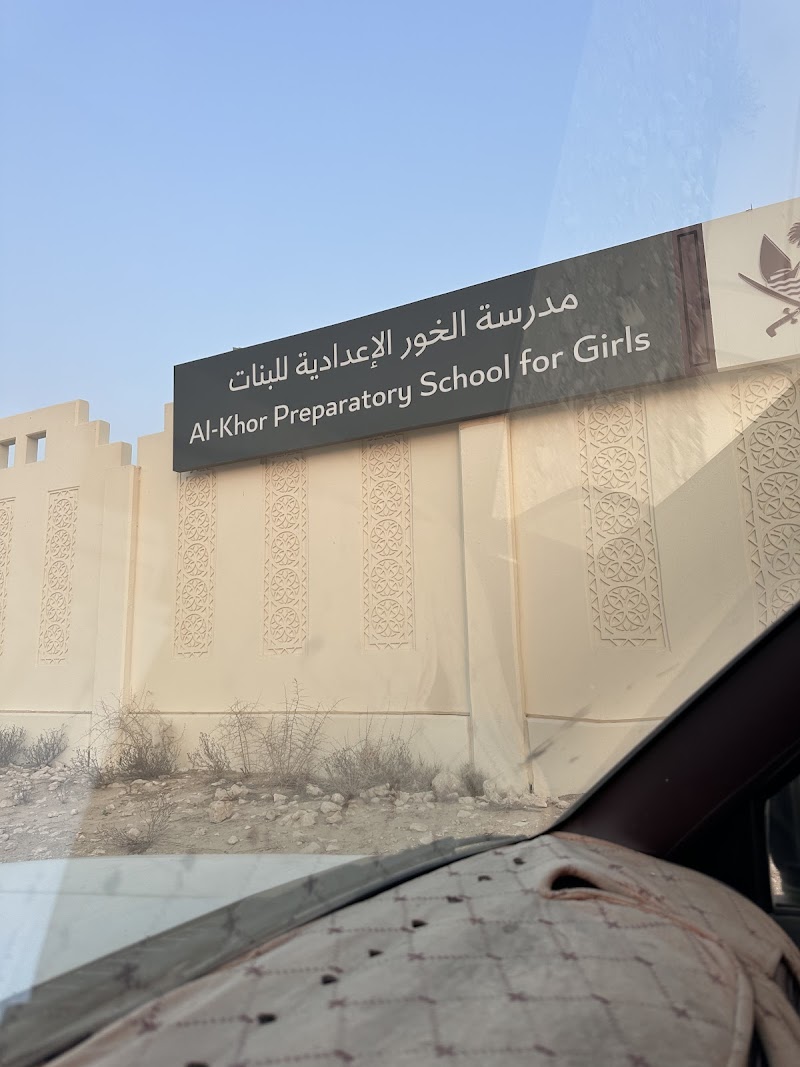 مدرسة الخور الإعدادية للبنات
Al-Khor Preparatory School for Girls